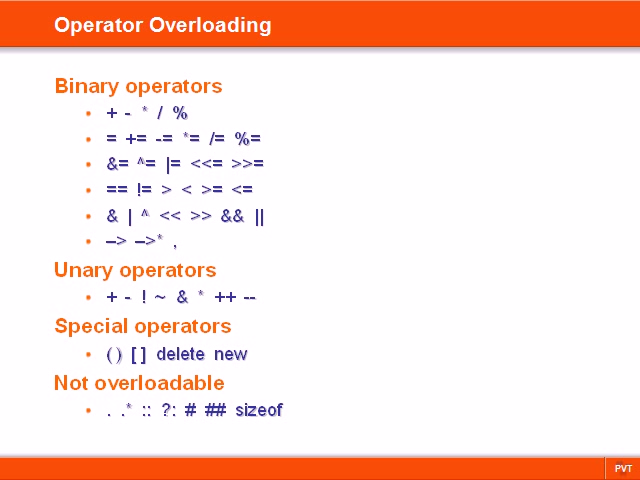 Operator Overloading
Binary operators
• + - * / %
• = += -= *= /= %=
• &= ^= |= <<= >>=
• == != > < >= <=
• & | ^ << >> && ||
• –> –>* ,
Unary operators
• + - ! ~ & * ++ --
Special operators
• ( ) [ ] delete new
Not overloadable
• . .* :: ?: # ## sizeof
PVT